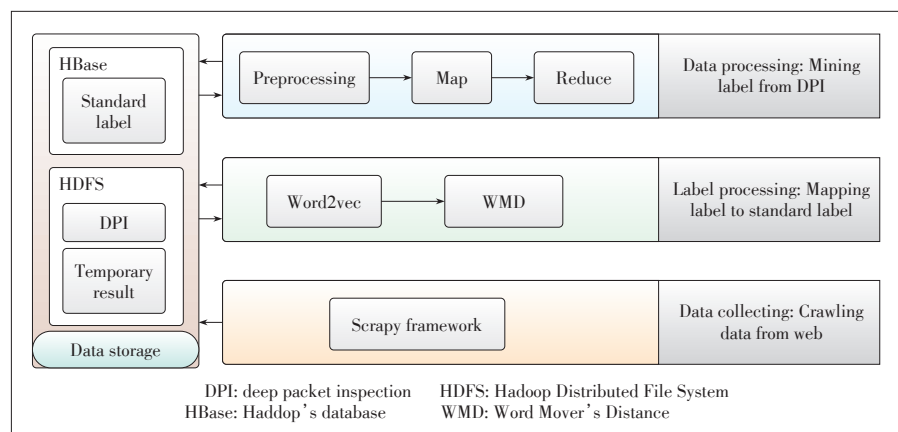 HBase
Standard
label
HDFS
DPI
Temporary
result
Data storage
Preprocessing
Map
Reduce
Data processing: Mining
label from DPI
Word2vec
WMD
Label processing: Mapping
label to standard label
Scrapy framework
Data collecting: Crawling
data from web
DPI: deep packet inspection HDFS: Hadoop Distributed File System
HBase: Haddop’s database WMD: Word Mover’s Distance